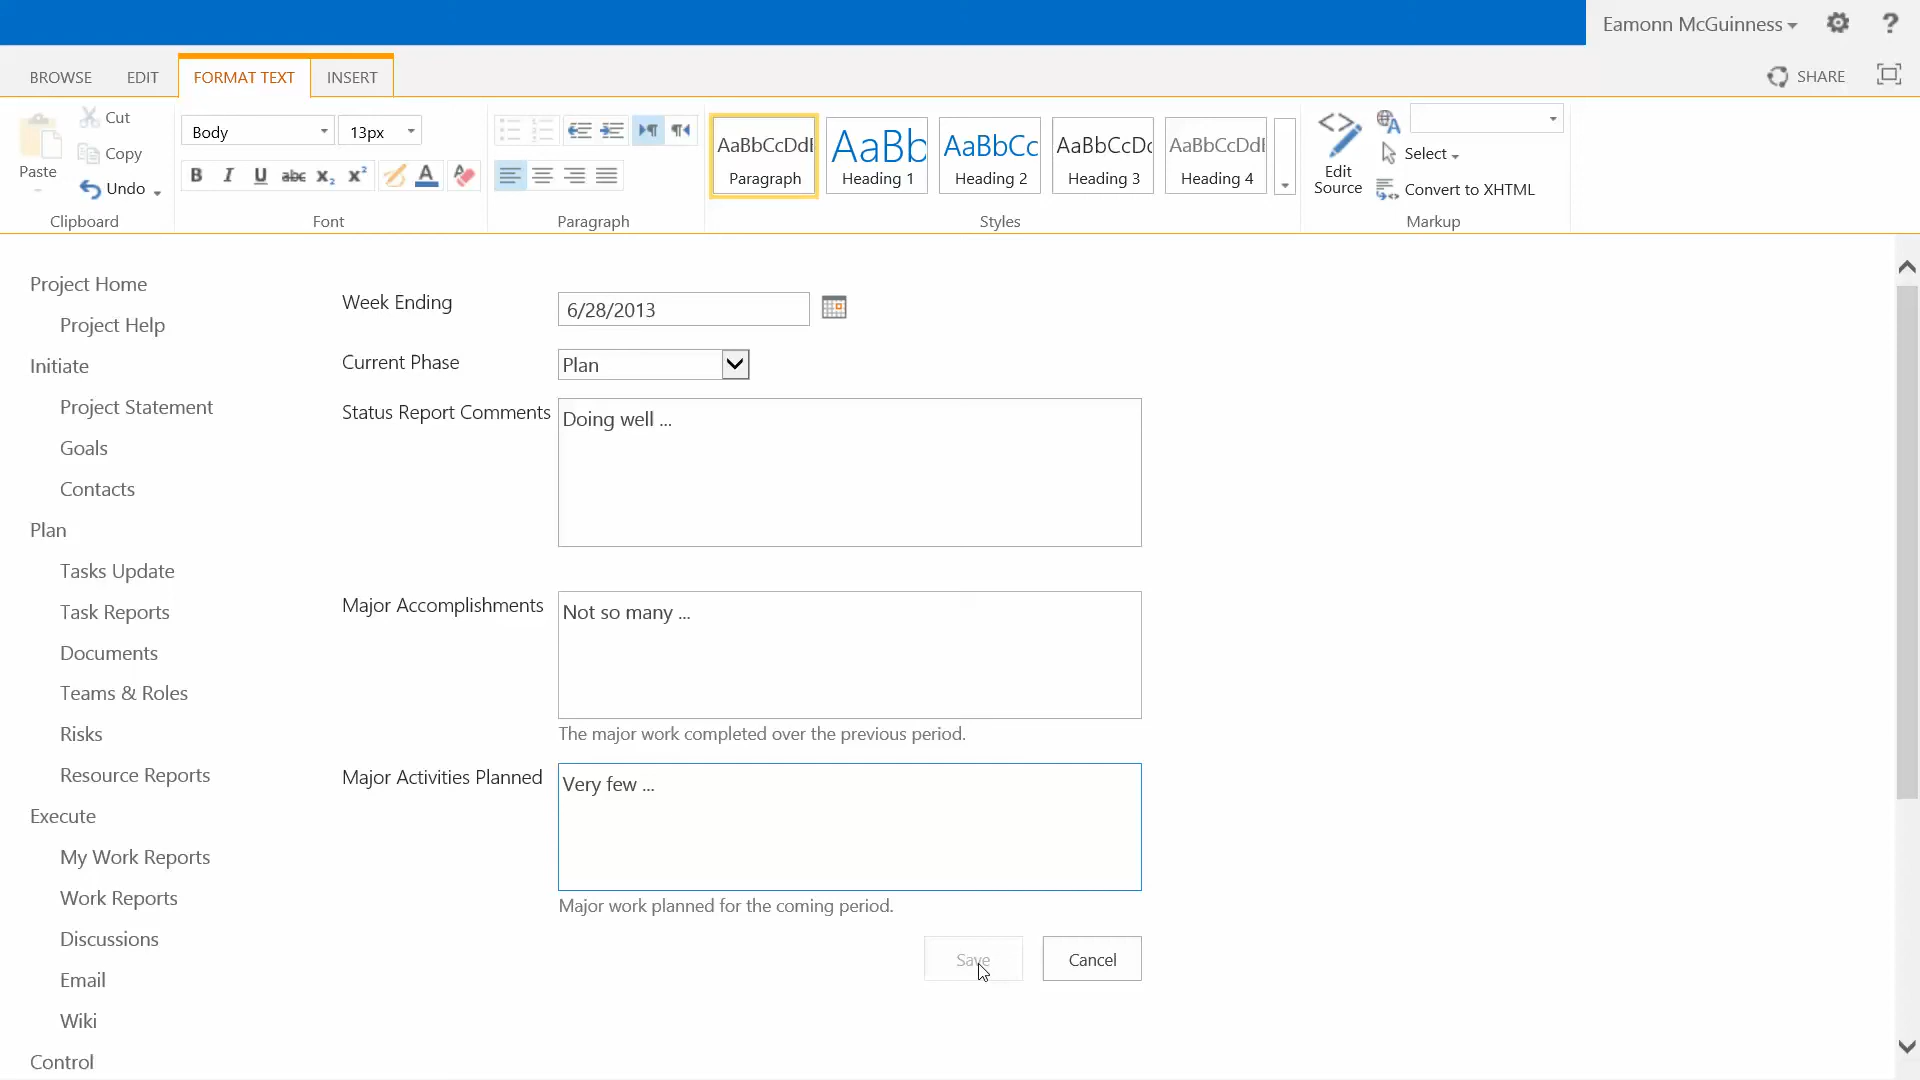 Eamonn McGuinness
?
BROWSE
EDIT
FORMAT TEXT
INSERT
SHARE
Paste
Cut
Copy
Undo
Clipboard
Body
13px
B I U abc x₂ x²
A
Font
Paragraph
AaBbCcDdE
Paragraph
AaBb
Heading 1
AaBbCc
Heading 2
AaBbCcDc
Heading 3
AaBbCcDdE
Heading 4
Styles
Edit
Source
Select
Convert to XHTML
Markup
Project Home
Project Help
Initiate
Project Statement
Goals
Contacts
Plan
Tasks Update
Task Reports
Documents
Teams & Roles
Risks
Resource Reports
Execute
My Work Reports
Work Reports
Discussions
Email
Wiki
Control
Week Ending
6/28/2013
Current Phase
Plan
Status Report Comments
Doing well ...
Major Accomplishments
Not so many ...
The major work completed over the previous period.
Major Activities Planned
Very few ...
Major work planned for the coming period.
Save
Cancel